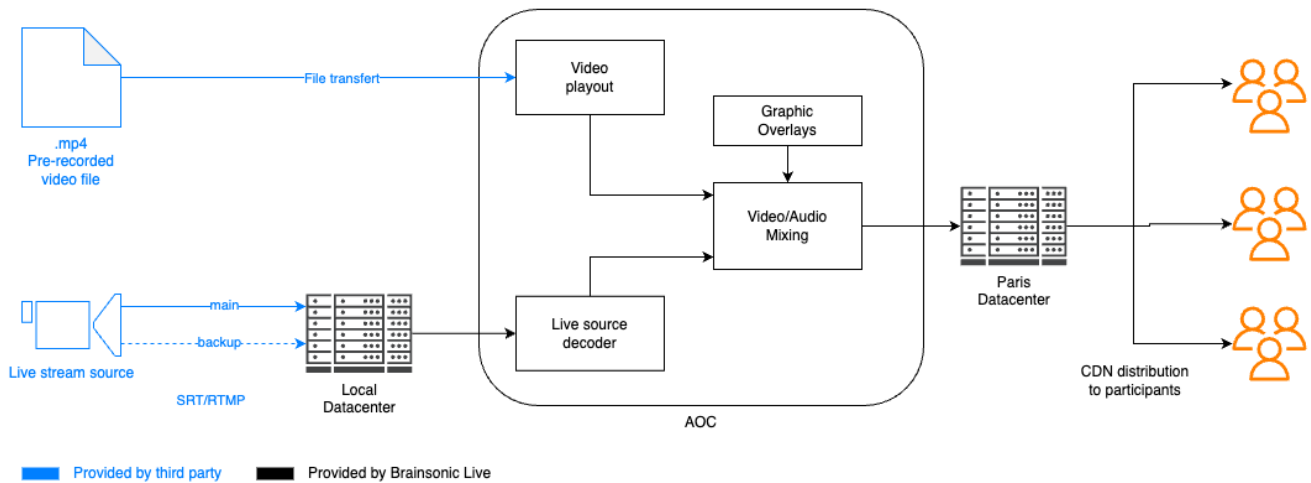 File transfert
.mp4
Pre-recorded
video file
Video
playout
Graphic
Overlays
Video/Audio
Mixing
Live source
decoder
AOC
main
backup
Live stream source
SRT/RTMP
Local
Datacenter
Paris
Datacenter
CDN distribution
to participants
Provided by third party
Provided by Brainsonic Live